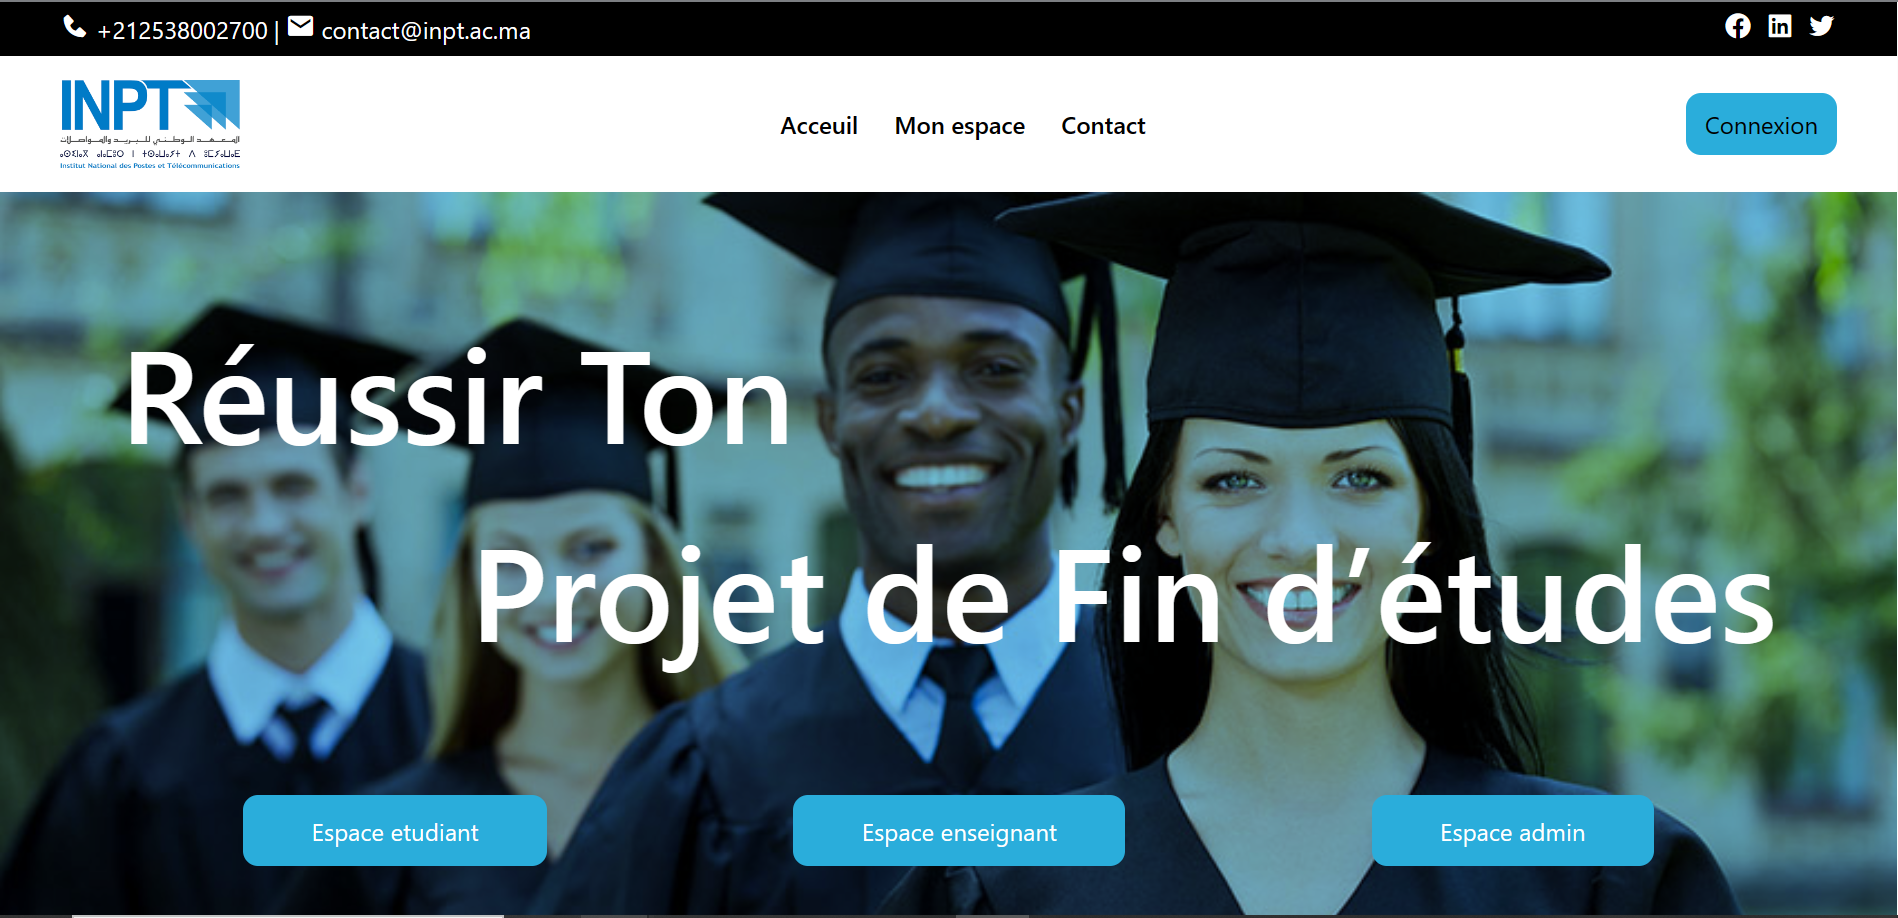 +212538002700 | contact@inpt.ac.ma
INPT
المعهد الوطني للبريد والمواصلات
Institut National des Postes et Télécommunications
Acceuil
Mon espace
Contact
Connexion
Réussir Ton
Projet de Fin d’études
Espace etudiant
Espace enseignant
Espace admin